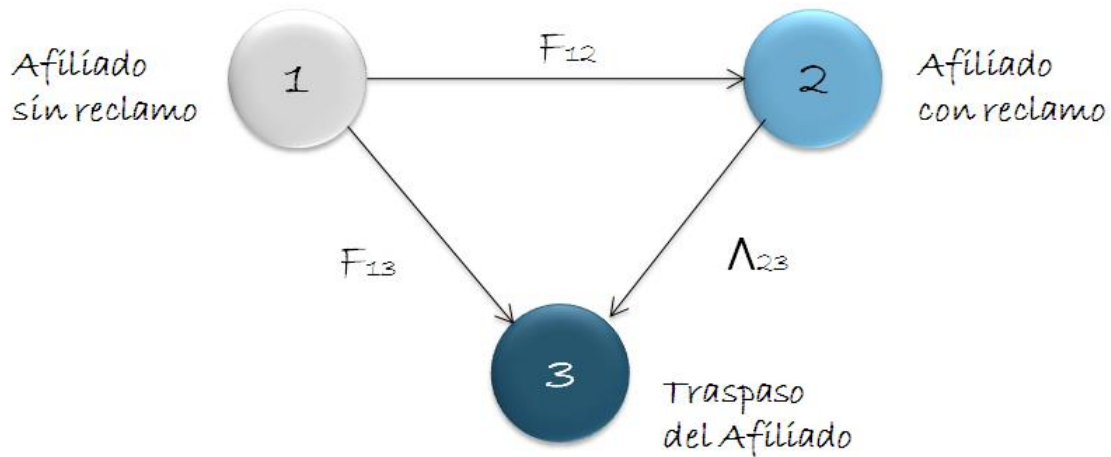 Afiliado
sin reclamo
1
F12
2
Afiliado
con reclamo
F13
Λ23
3
Traspaso
del Afiliado